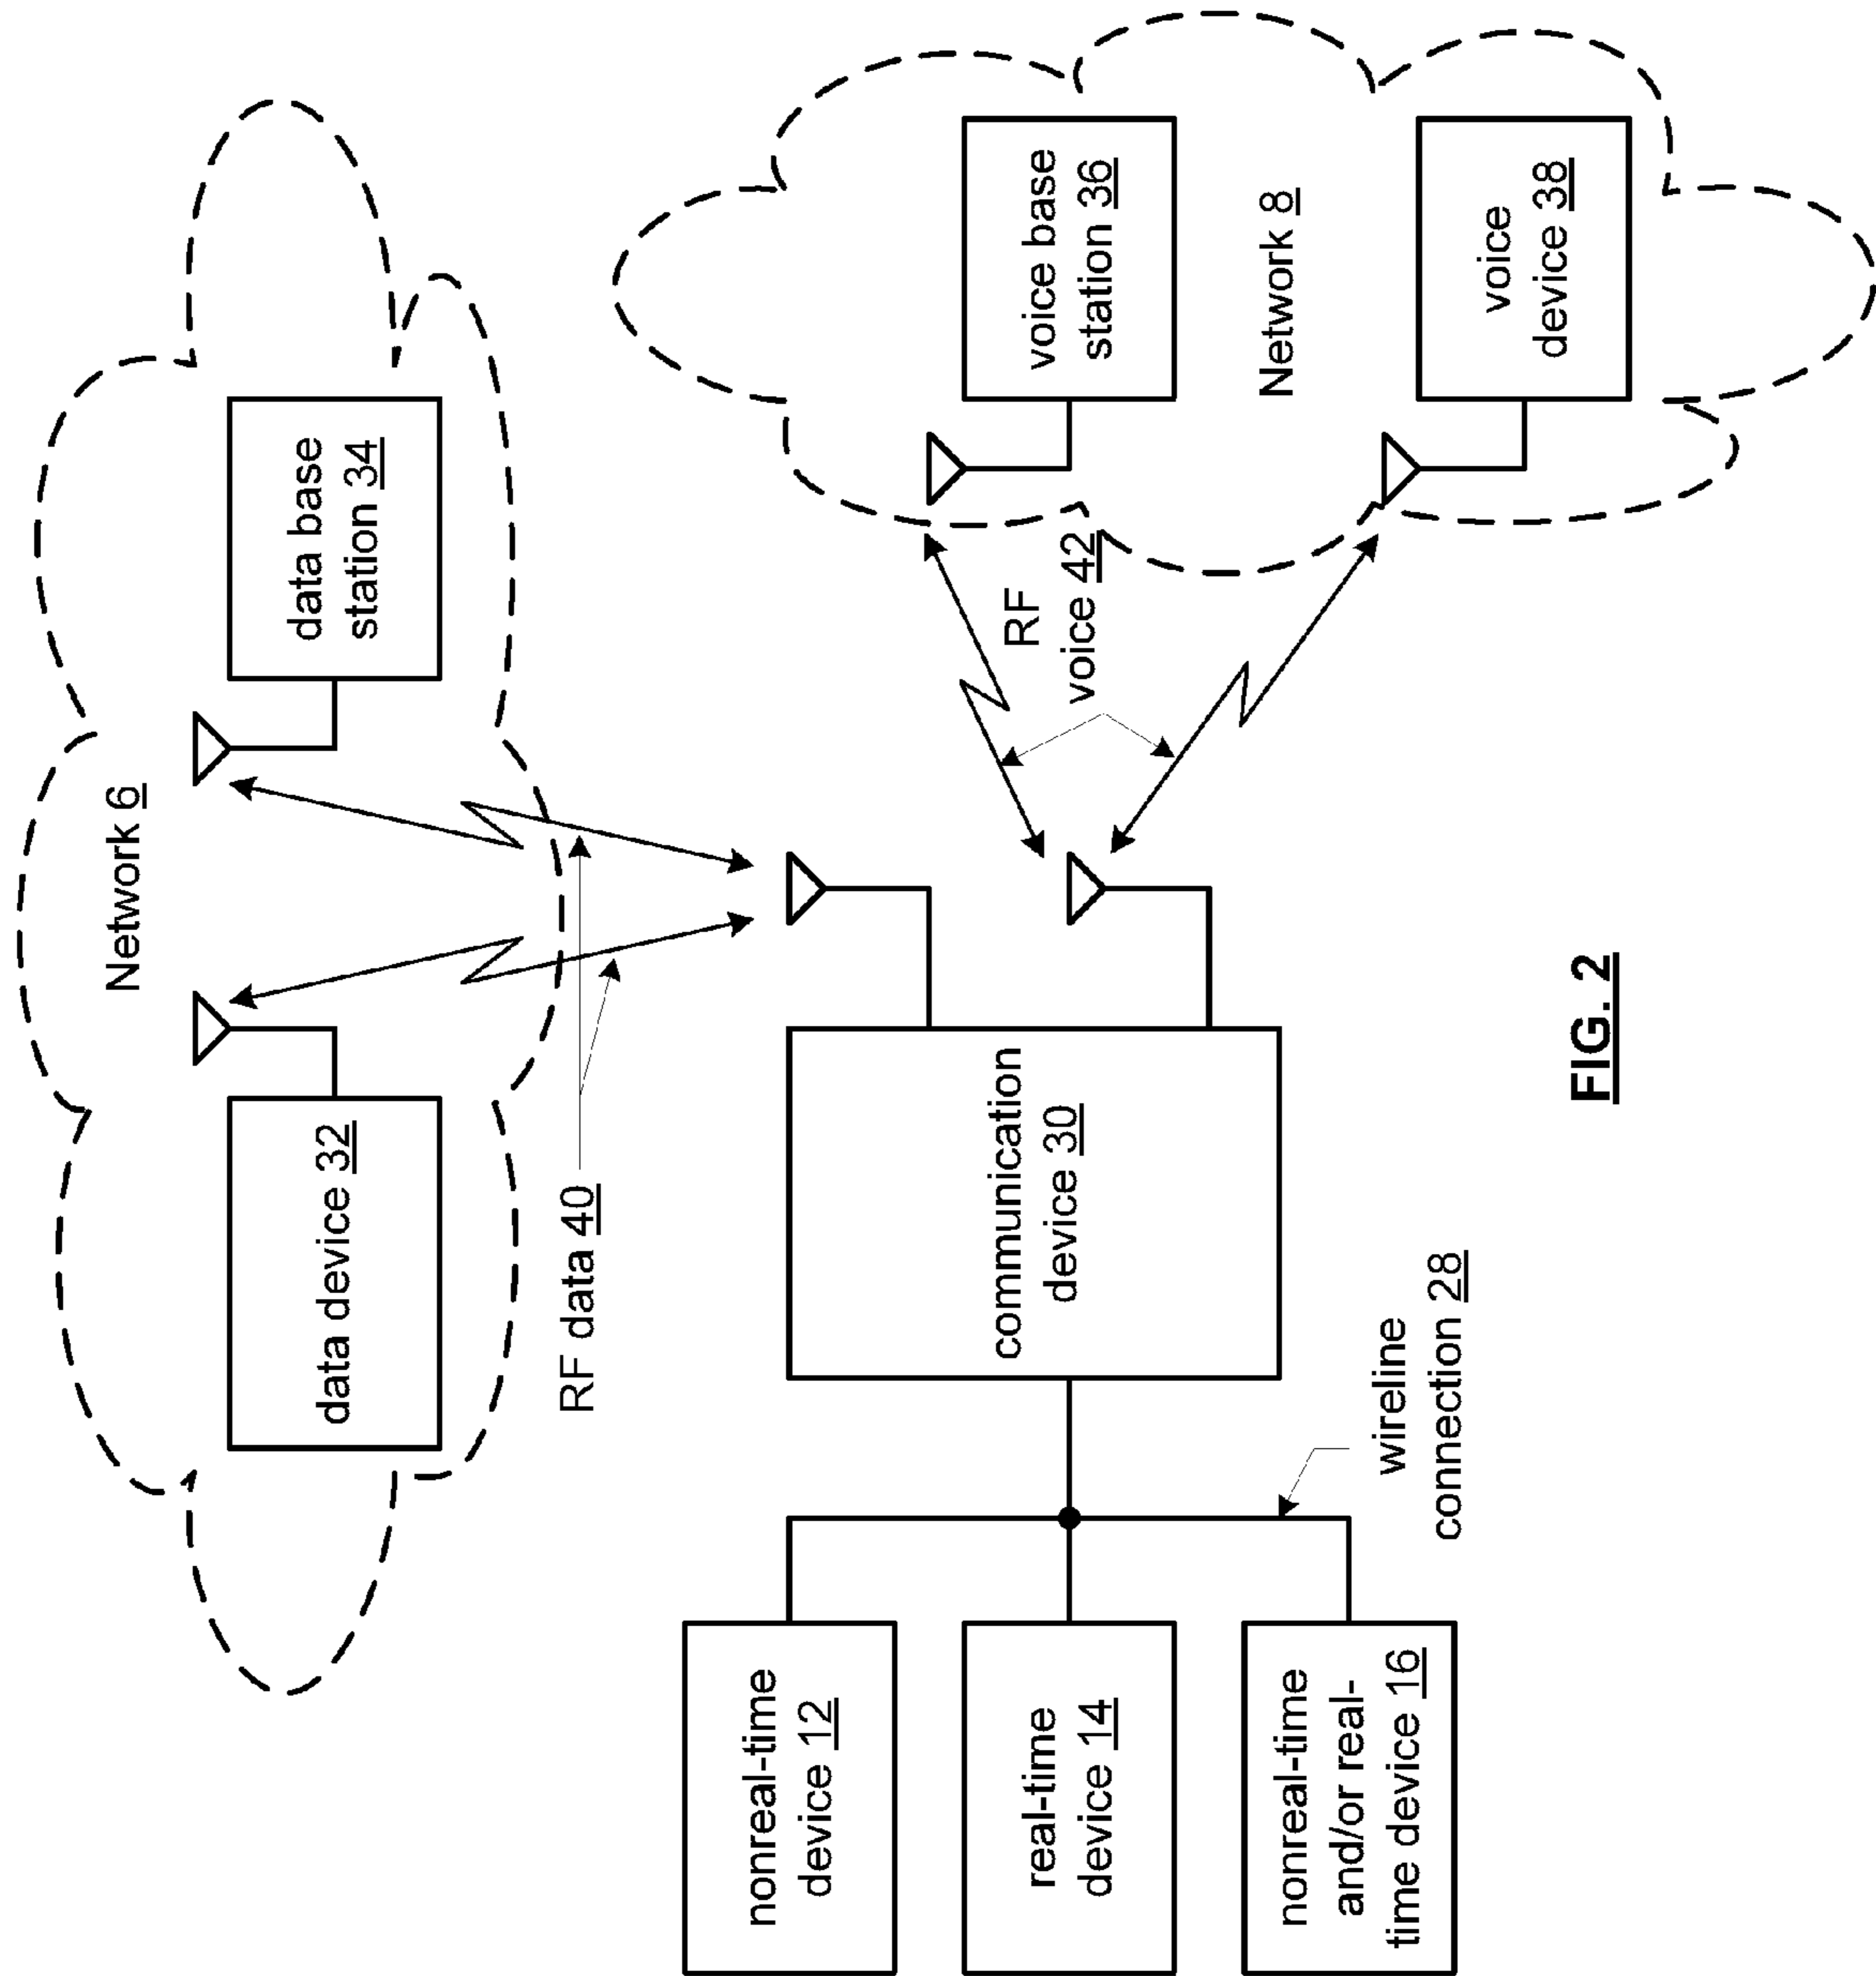 Network 6
data device 32
data base
station 34
RF data 40
nonreal-time
device 12
real-time
device 14
nonreal-time
and/or real-
time device 16
communication
device 30
wireline
connection 28
RF
voice 42
voice base
station 36
Network 8
voice
device 38
FIG. 2